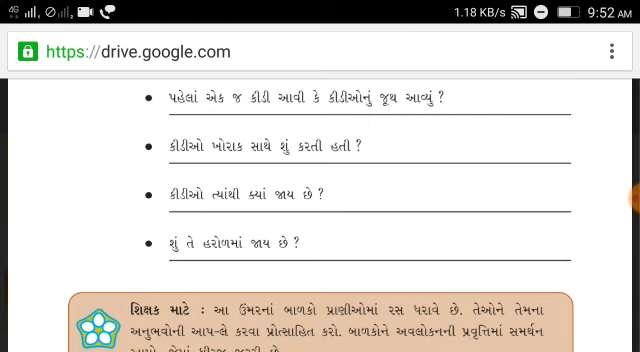 4G
1.18 KB/s
9:52 AM
https://drive.google.com
• પહેલાં એક જ કીડી આવી કે કીડીઓનું જૂથ આવ્યું ?
• કીડીઓ ખોરાક સાથે શું કરતી હતી ?
• કીડીઓ ત્યાંથી ક્યાં જાય છે ?
• શું તે હરોળમાં જાય છે ?
શિક્ષક માટે : આ ઉંમરનાં બાળકો પ્રાણીઓમાં રસ ધરાવે છે. તેઓને તેમના
અનુભવોની આપ-લે કરવા પ્રોત્સાહિત કરો. બાળકોને અવલોકનની પ્રવૃત્તિમાં સમર્થન